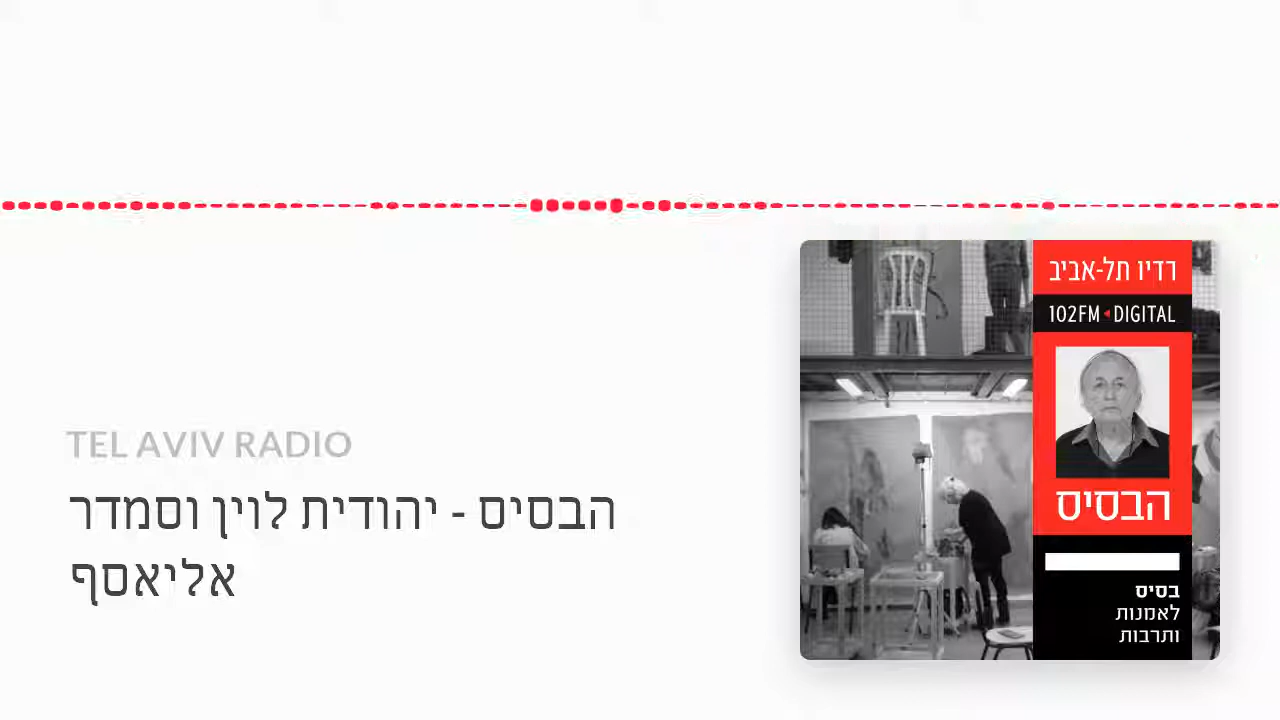 TEL AVIV RADIO
הבסיס - יהודית לוין וסמדר
אליאסף
רדיו תל-אביב
102FM DIGITAL
הבסיס
בסיס
לאמנות
ותרבות